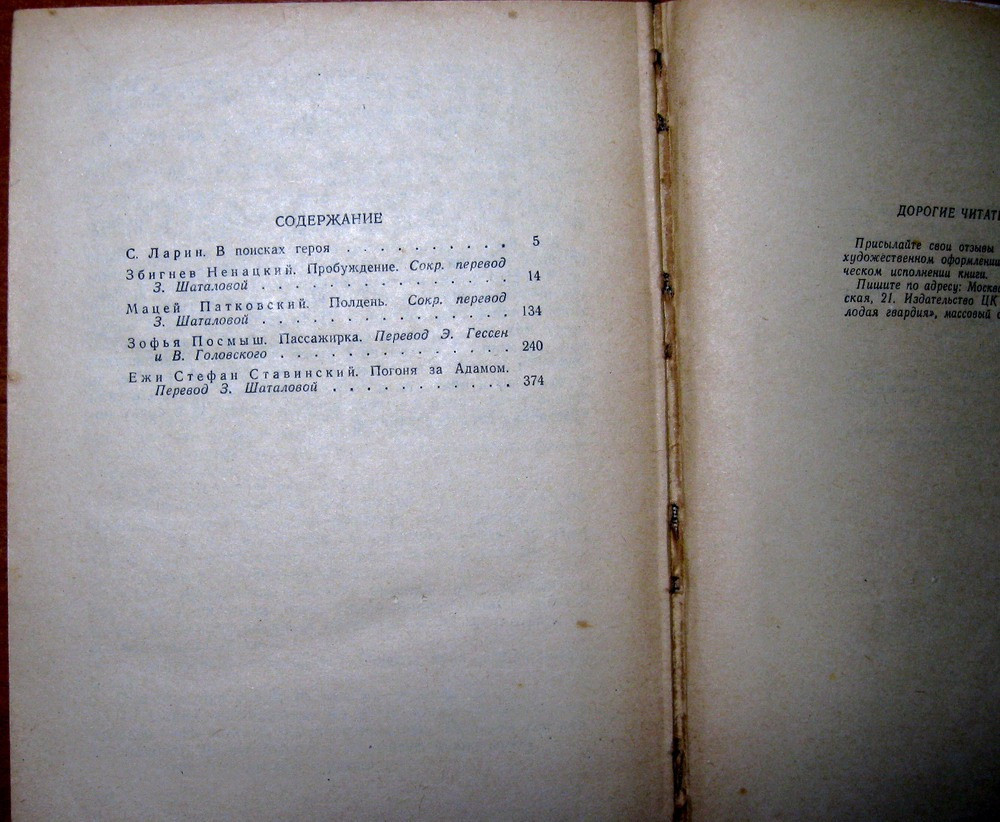 СОДЕРЖАНИЕ
С. Ларин. В поисках героя . . . . . . . . . . 5
Збигнев Ненацкий. Пробуждение. Сокр. перевод
З. Шаталовой . . . . . . . . . . . 14
Мацей Патковский. Полдень. Сокр. перевод
З. Шаталовой . . . . . . . . . . . 134
Зофья Посмыш. Пассажирка. Перевод Э. Гессен
и В. Головского . . . . . . . . . . 240
Ежи Стефан Ставинский. Погоня за Адамом.
Перевод З. Шаталовой . . . . . . . . 374
ДОРОГИЕ ЧИТАТ
Присылайте свои отзывы
художественном оформлении
ческом исполнении книги.
Пишите по адресу: Москва
ская, 21. Издательство ЦК
лодая гвардия», массовый